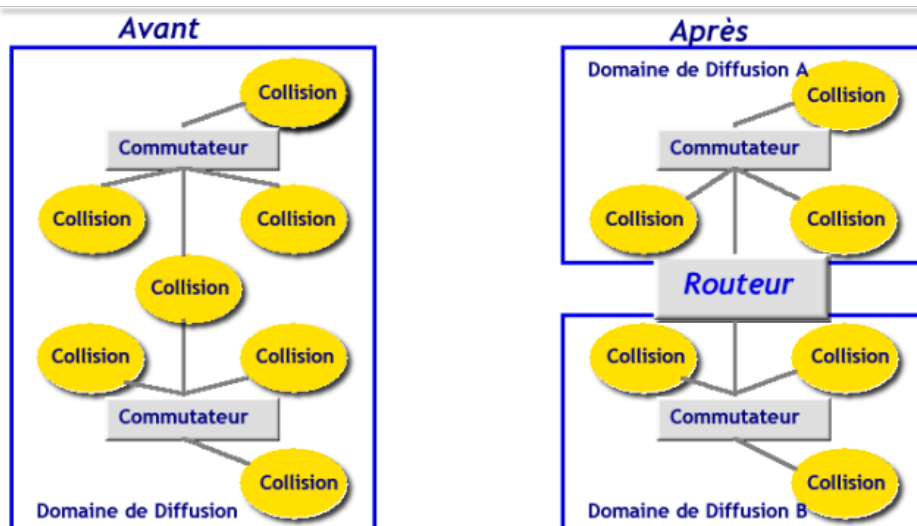 Avant
Collision
Commutateur
Collision
Collision
Collision
Collision
Collision
Commutateur
Collision
Domaine de Diffusion
Après
Domaine de Diffusion A
Collision
Commutateur
Collision
Collision
Routeur
Collision
Collision
Commutateur
Collision
Domaine de Diffusion B